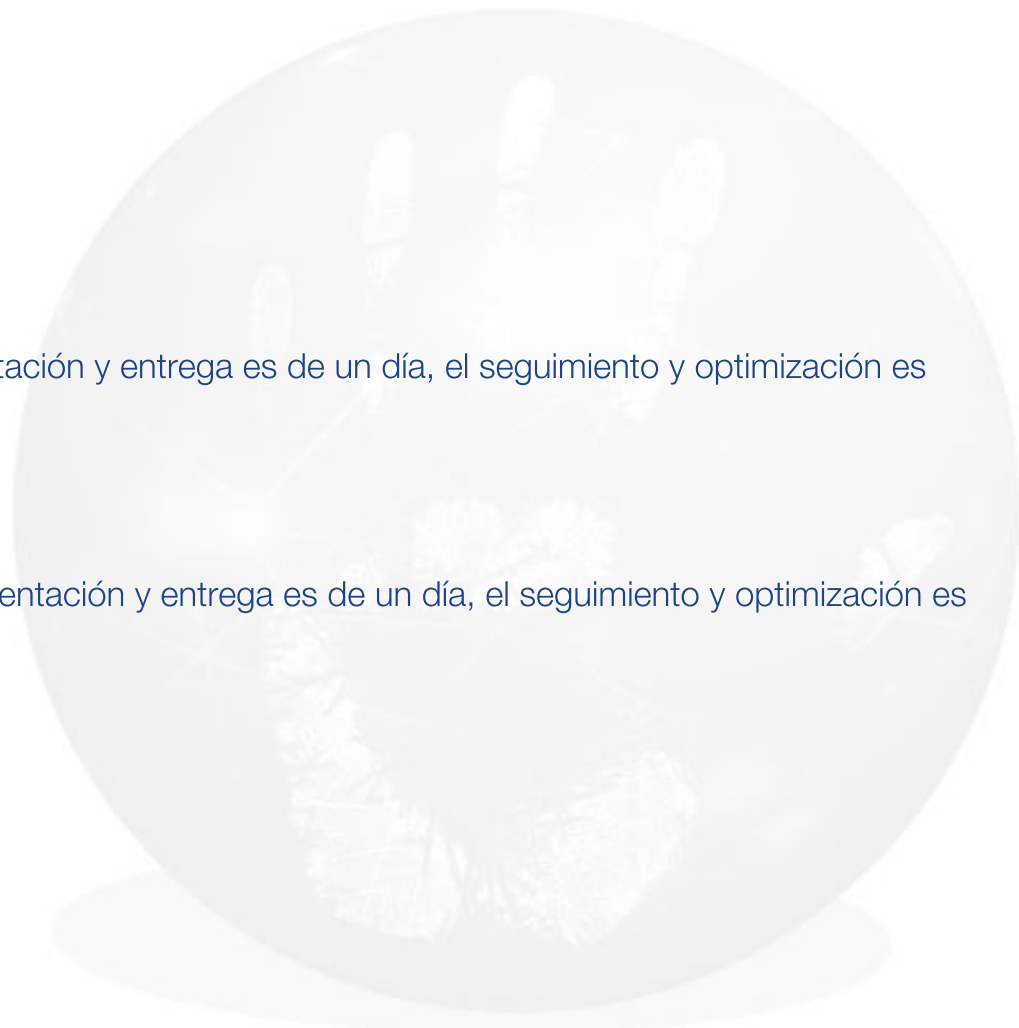 tación y entrega es de un día, el seguimiento y optimización es
entación y entrega es de un día, el seguimiento y optimización es